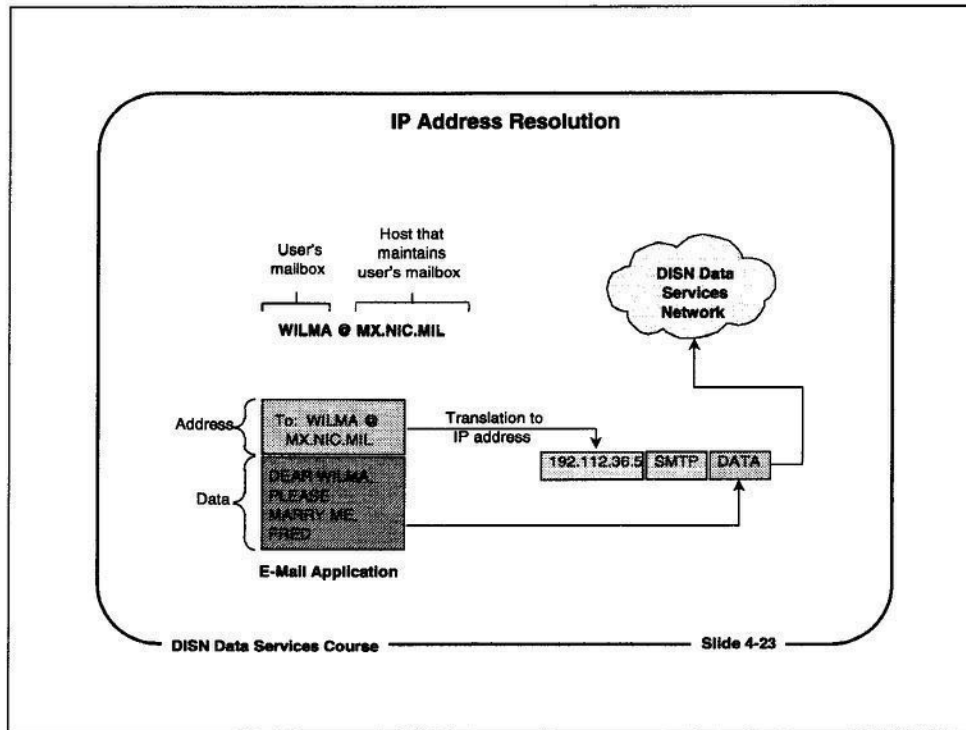 IP Address Resolution
User's
mailbox
Host that
maintains
user's mailbox
WILMA @ MX.NIC.MIL
DISN Data
Services
Network
Address
To: WILMA @
MX.NIC.MIL
Translation to
IP address
192.112.36.5 SMTP DATA
Data
DEAR WILMA,
PLEASE
MARRY ME,
FRED
E-Mail Application
DISN Data Services Course
Slide 4-23